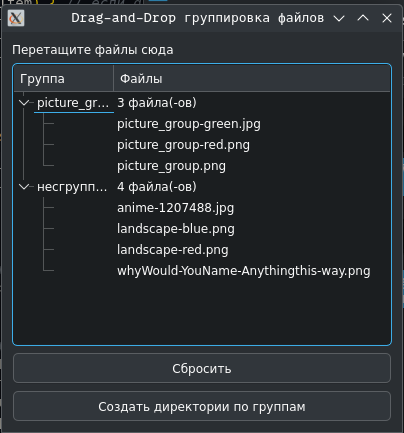 Drag-and-Drop группировка файлов
Перетащите файлы сюда
Группа Файлы
picture_gr... 3 файла(-ов)
picture_group-green.jpg
picture_group-red.png
picture_group.png
несгрупп... 4 файла(-ов)
anime-1207488.jpg
landscape-blue.png
landscape-red.png
whyWould-YouName-Anythingthis-way.png
Сбросить
Создать директории по группам